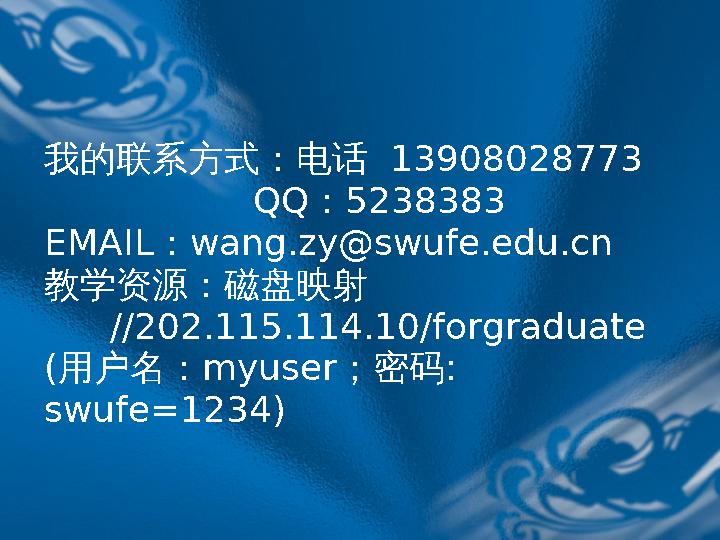 我的联系方式：电话 13908028773
QQ：5238383
EMAIL：wang.zy@swufe.edu.cn
教学资源：磁盘映射
//202.115.114.10/forgraduate
(用户名：myuser；密码:
swufe=1234)